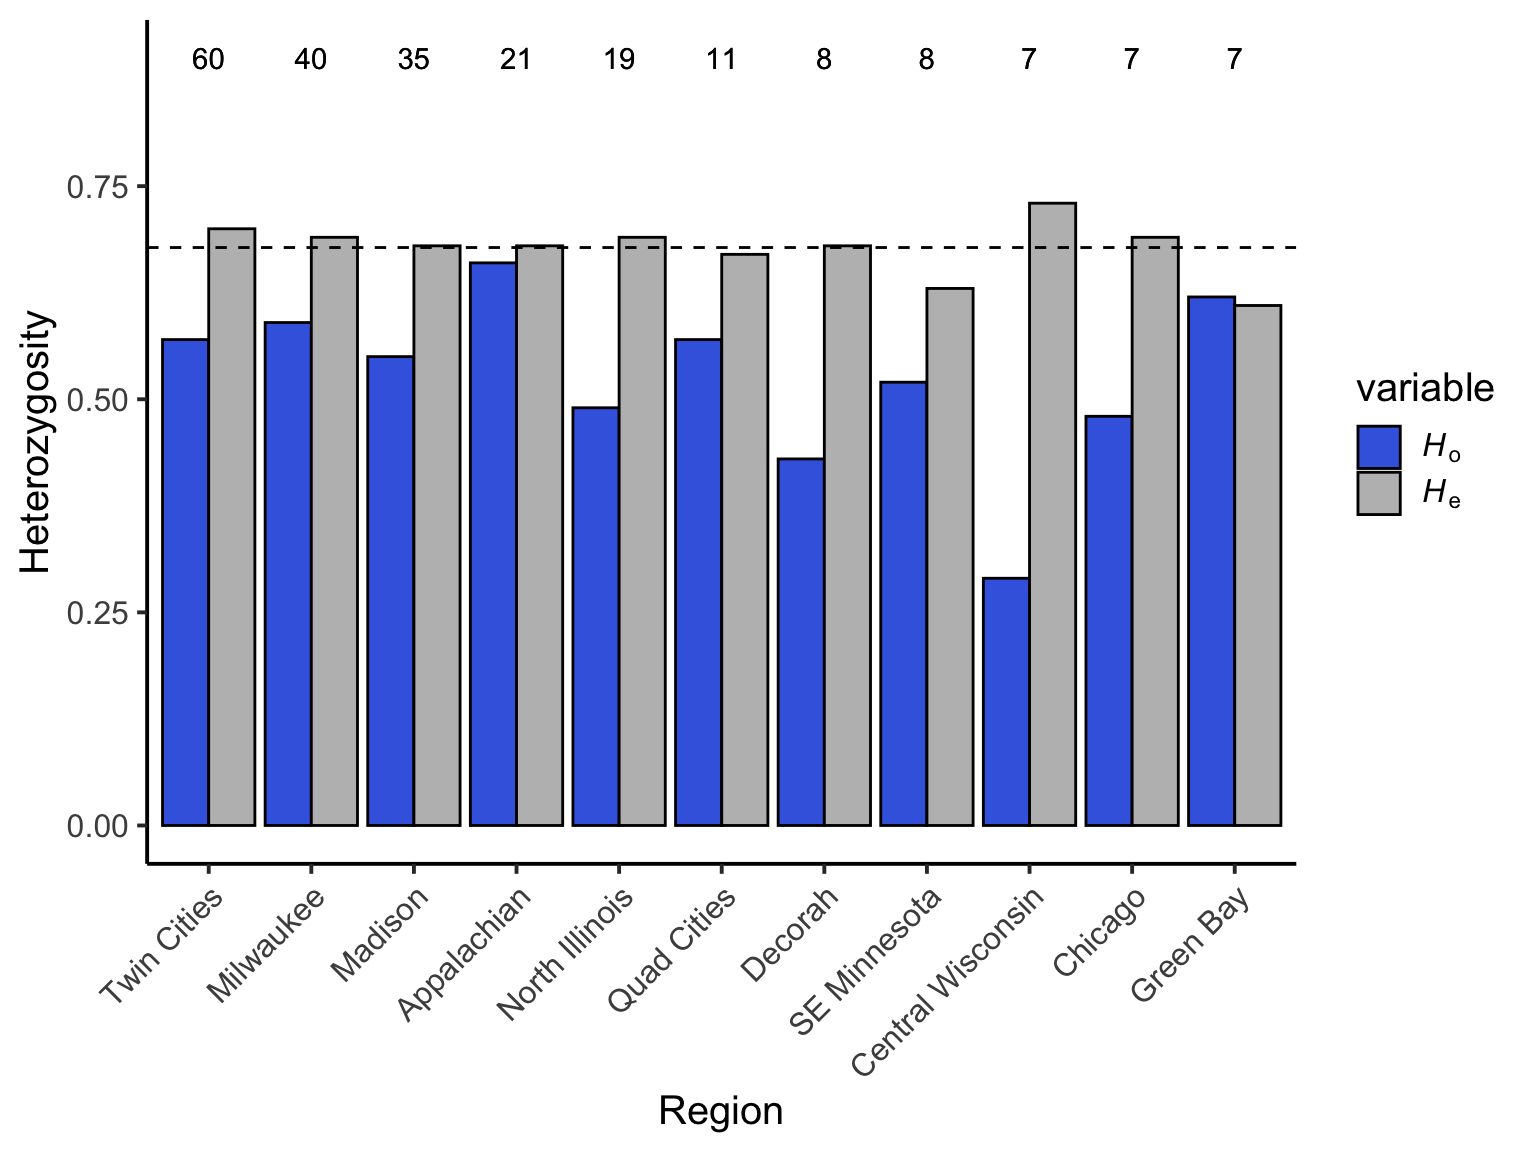 60 40 35 21 19 11 8 8 7 7 7
Heterozygosity
0.75
0.50
0.25
0.00
variable
Ho
He
Twin Cities
Milwaukee
Madison
Appalachian
North Illinois
Quad Cities
Decorah
SE Minnesota
Central Wisconsin
Chicago
Green Bay
Region